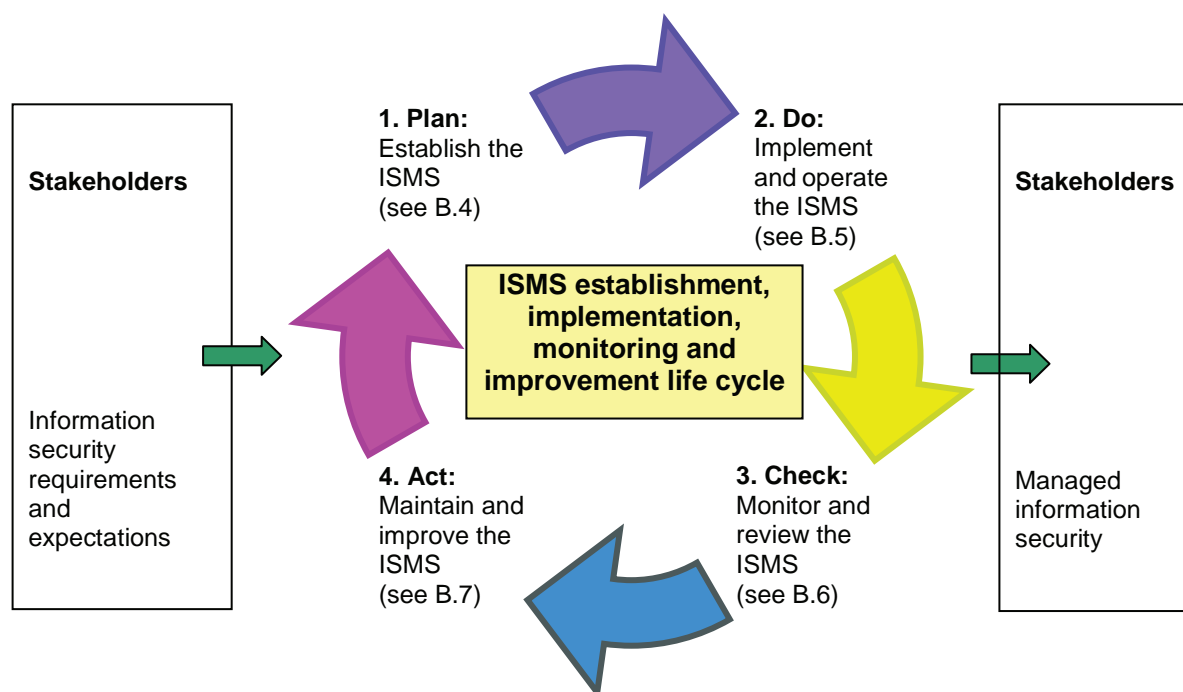 Stakeholders
Information
security
requirements
and
expectations
1. Plan:
Establish the
ISMS
(see B.4)
2. Do:
Implement
and operate
the ISMS
(see B.5)
ISMS establishment,
implementation,
monitoring and
improvement life cycle
4. Act:
Maintain and
improve the
ISMS
(see B.7)
3. Check:
Monitor and
review the
ISMS
(see B.6)
Stakeholders
Managed
information
security